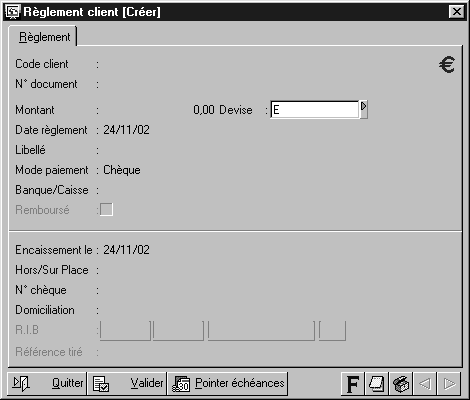 Règlement client [Créer]
Règlement
Code client :
€
N° document :
Montant : 0,00 Devise : E
Date règlement : 24/11/02
Libellé :
Mode paiement : Chèque
Banque/Caisse :
Remboursé :
Encaissement le : 24/11/02
Hors/Sur Place :
N° chèque :
Domiciliation :
R.I.B :
Référence tiré :
Quitter Valider 30 Pointer échéances F